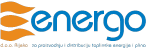 energo
d.o.o. Rijeka za proizvodnju i distribuciju toplinske energije i plina